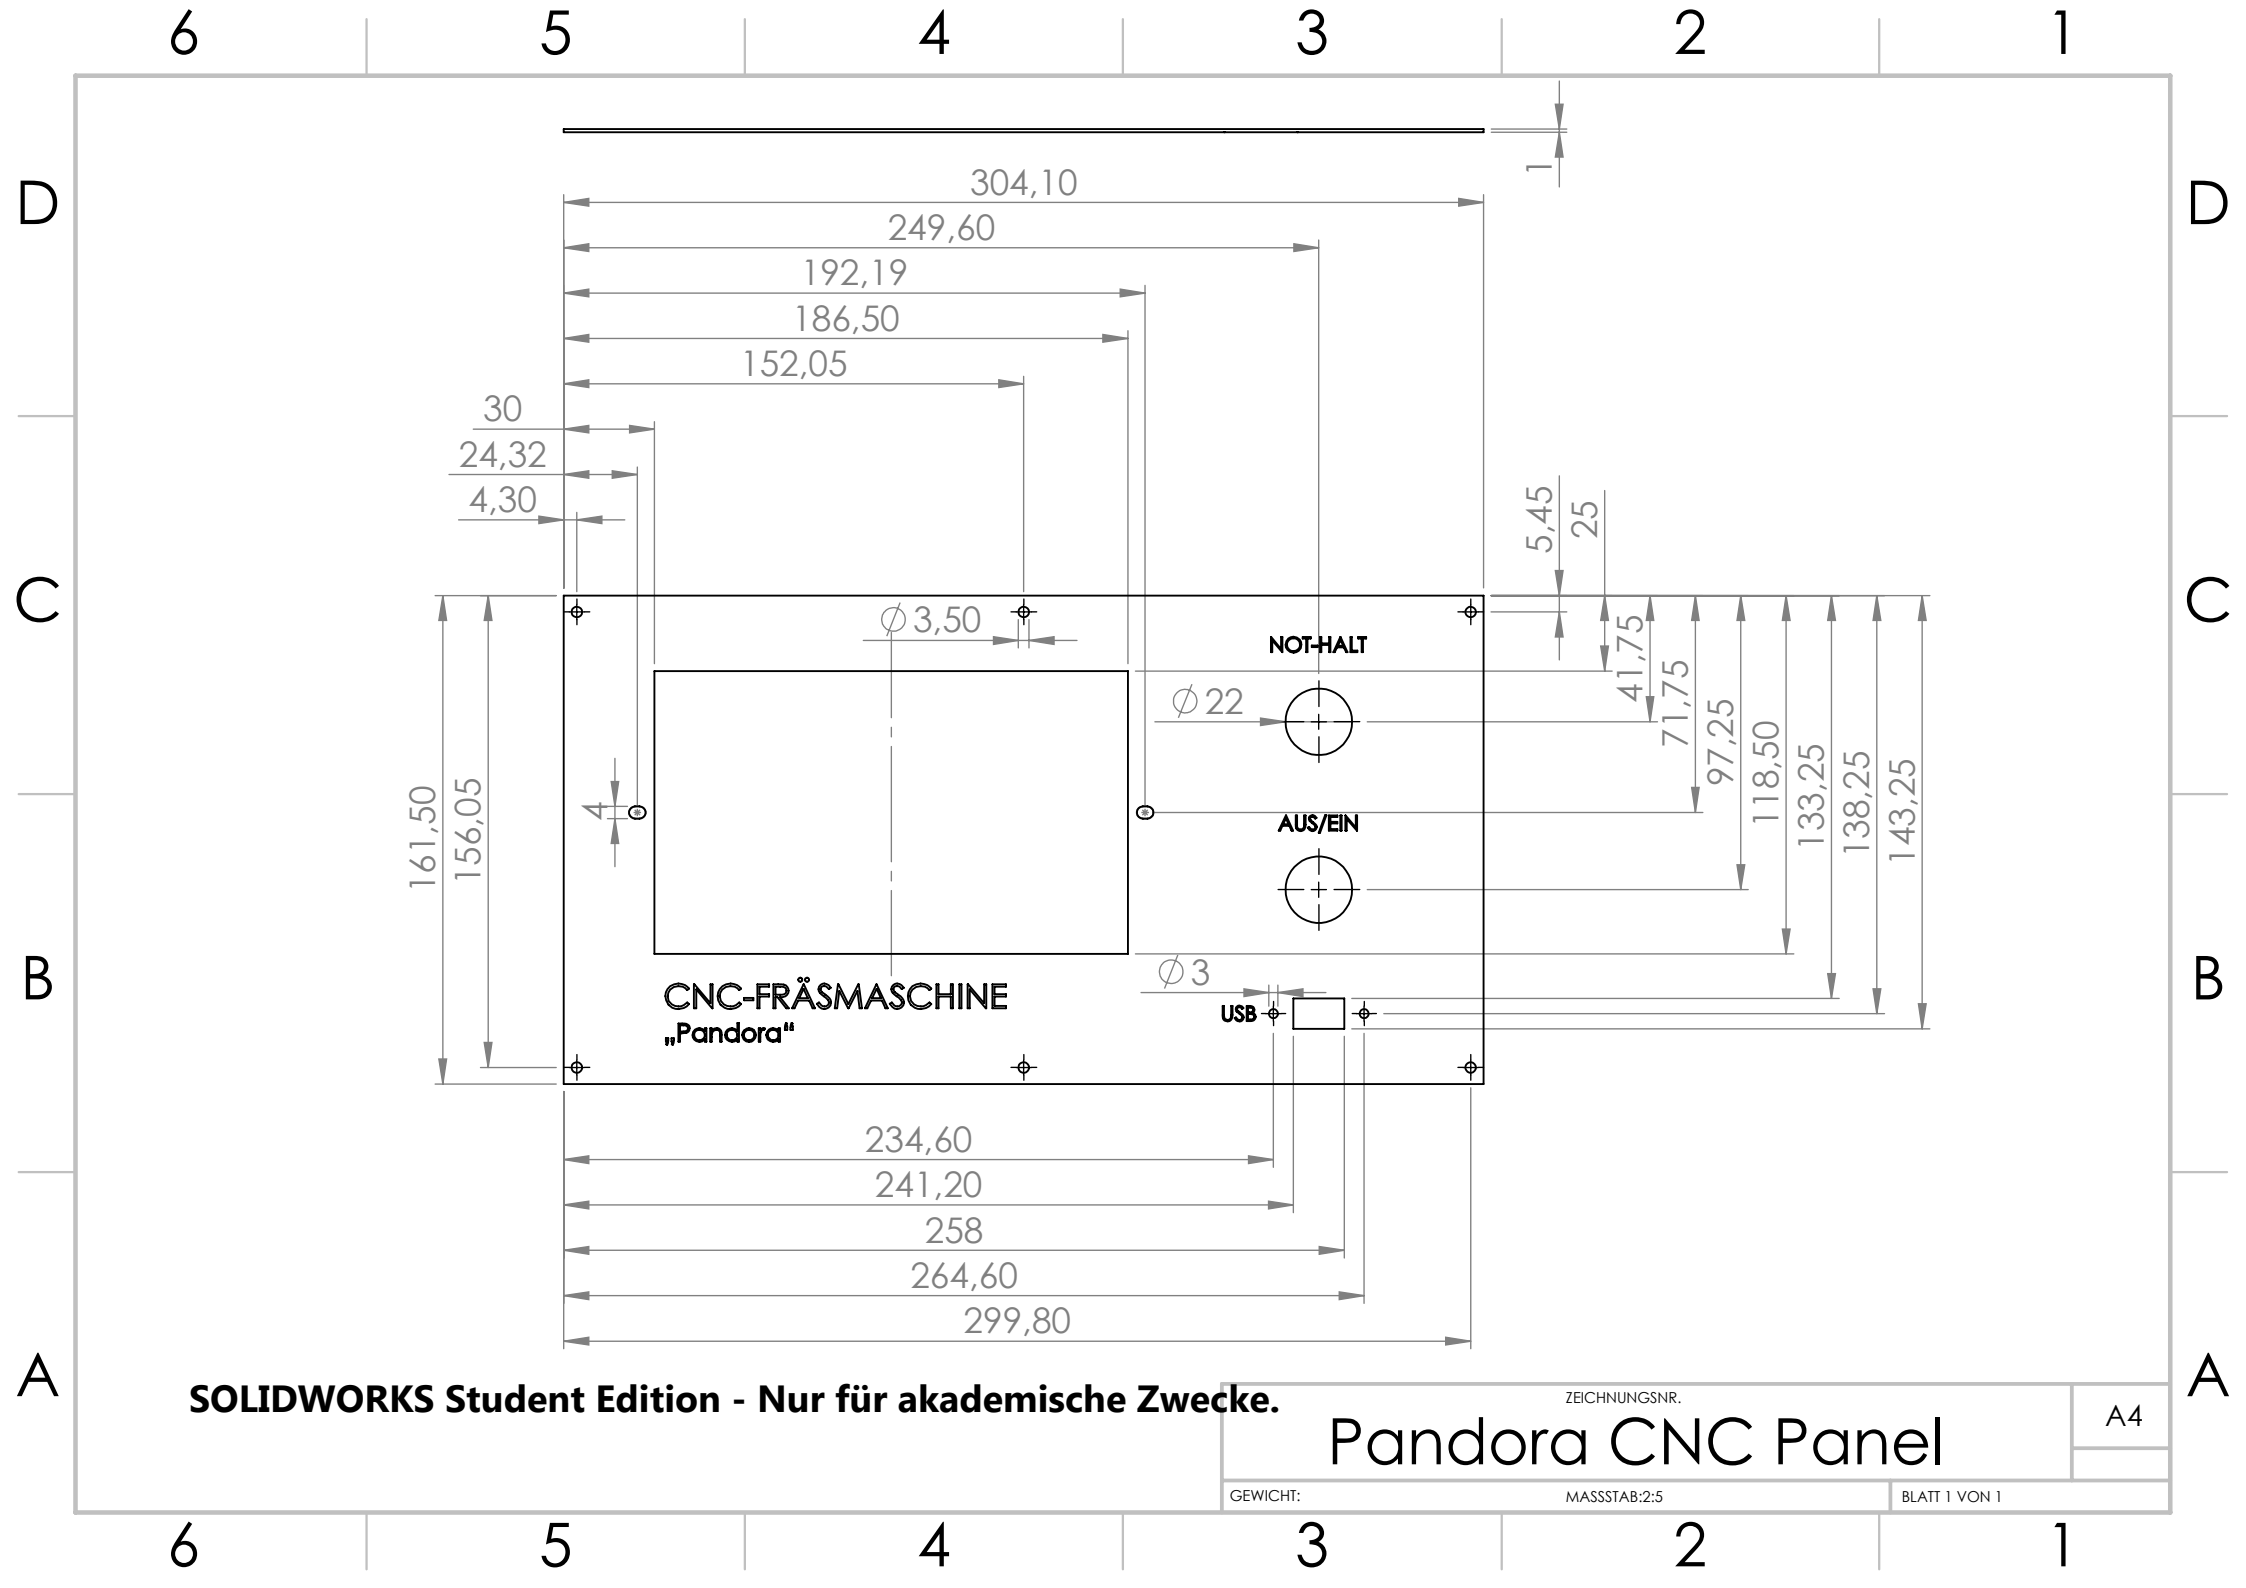 6 5 4 3 2 1
304,10
1
D D
249,60
192,19
186,50
152,05
30
24,32
4,30
5,45
25
C C
∅ 3,50
NOT-HALT
41,75
∅ 22
71,75
97,25
118,50
133,25
138,25
143,25
161,50
156,05
4
AUS/EIN
B B
∅ 3
CNC-FRÄSMASCHINE
USB
„Pandora“
234,60
241,20
258
264,60
299,80
A A
SOLIDWORKS Student Edition - Nur für akademische Zwecke.
ZEICHNUNGSNR.
Pandora CNC Panel
A4
GEWICHT:
MASSSTAB:2:5
BLATT 1 VON 1
6 5 4 3 2 1